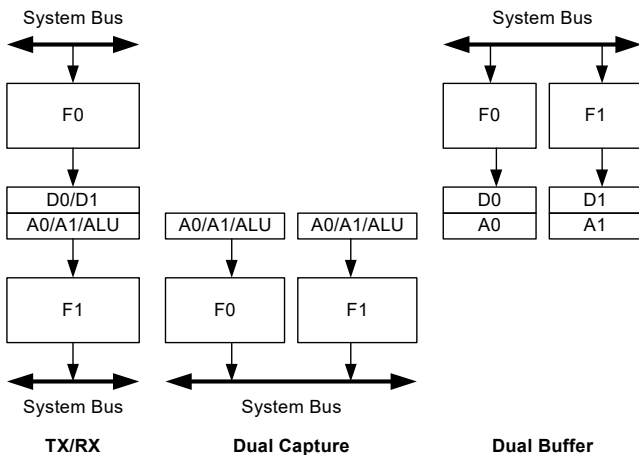 System Bus
F0
D0/D1
A0/A1/ALU
F1
System Bus
TX/RX
A0/A1/ALU
A0/A1/ALU
F0
F1
System Bus
Dual Capture
System Bus
F0
F1
D0
D1
A0
A1
Dual Buffer